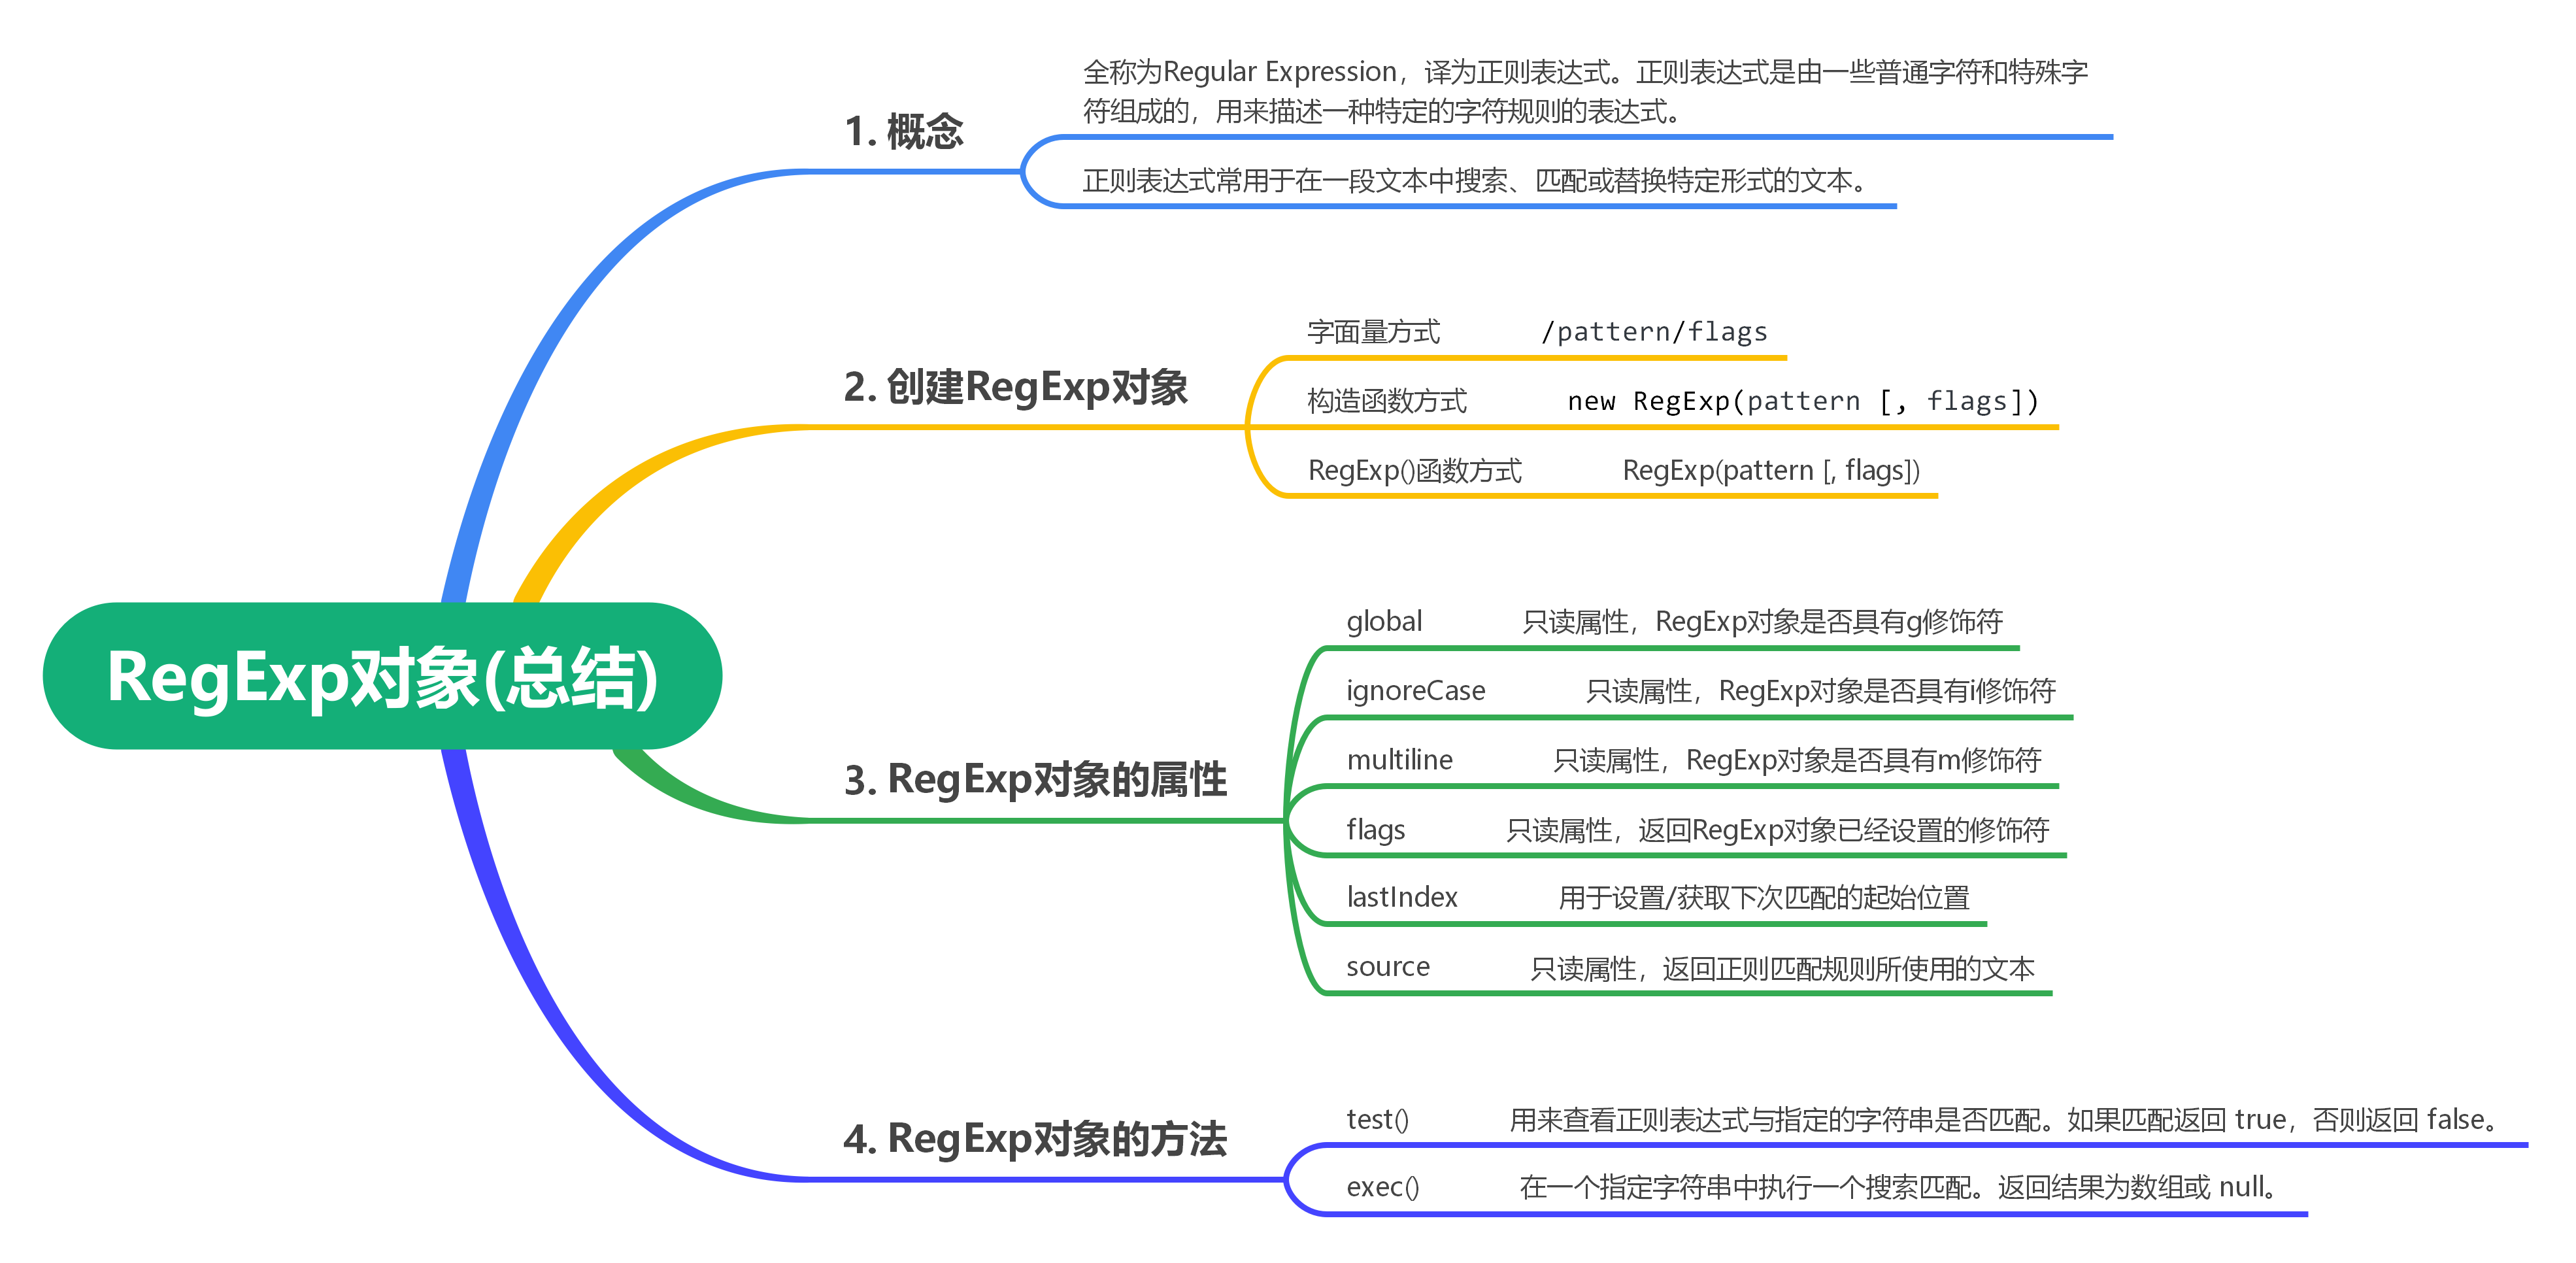 全称为Regular Expression，译为正则表达式。正则表达式是由一些普通字符和特殊字
符组成的，用来描述一种特定的字符规则的表达式。
1. 概念
正则表达式常用于在一段文本中搜索、匹配或替换特定形式的文本。
字面量方式 /pattern/flags
2. 创建RegExp对象
构造函数方式 new RegExp(pattern [, flags])
RegExp()函数方式 RegExp(pattern [, flags])
RegExp对象(总结)
global 只读属性，RegExp对象是否具有g修饰符
ignoreCase 只读属性，RegExp对象是否具有i修饰符
multiline 只读属性，RegExp对象是否具有m修饰符
3. RegExp对象的属性
flags 只读属性，返回RegExp对象已经设置的修饰符
lastIndex 用于设置/获取下次匹配的起始位置
source 只读属性，返回正则匹配规则所使用的文本
test() 用来查看正则表达式与指定的字符串是否匹配。如果匹配返回 true，否则返回 false。
4. RegExp对象的方法
exec() 在一个指定字符串中执行一个搜索匹配。返回结果为数组或 null。